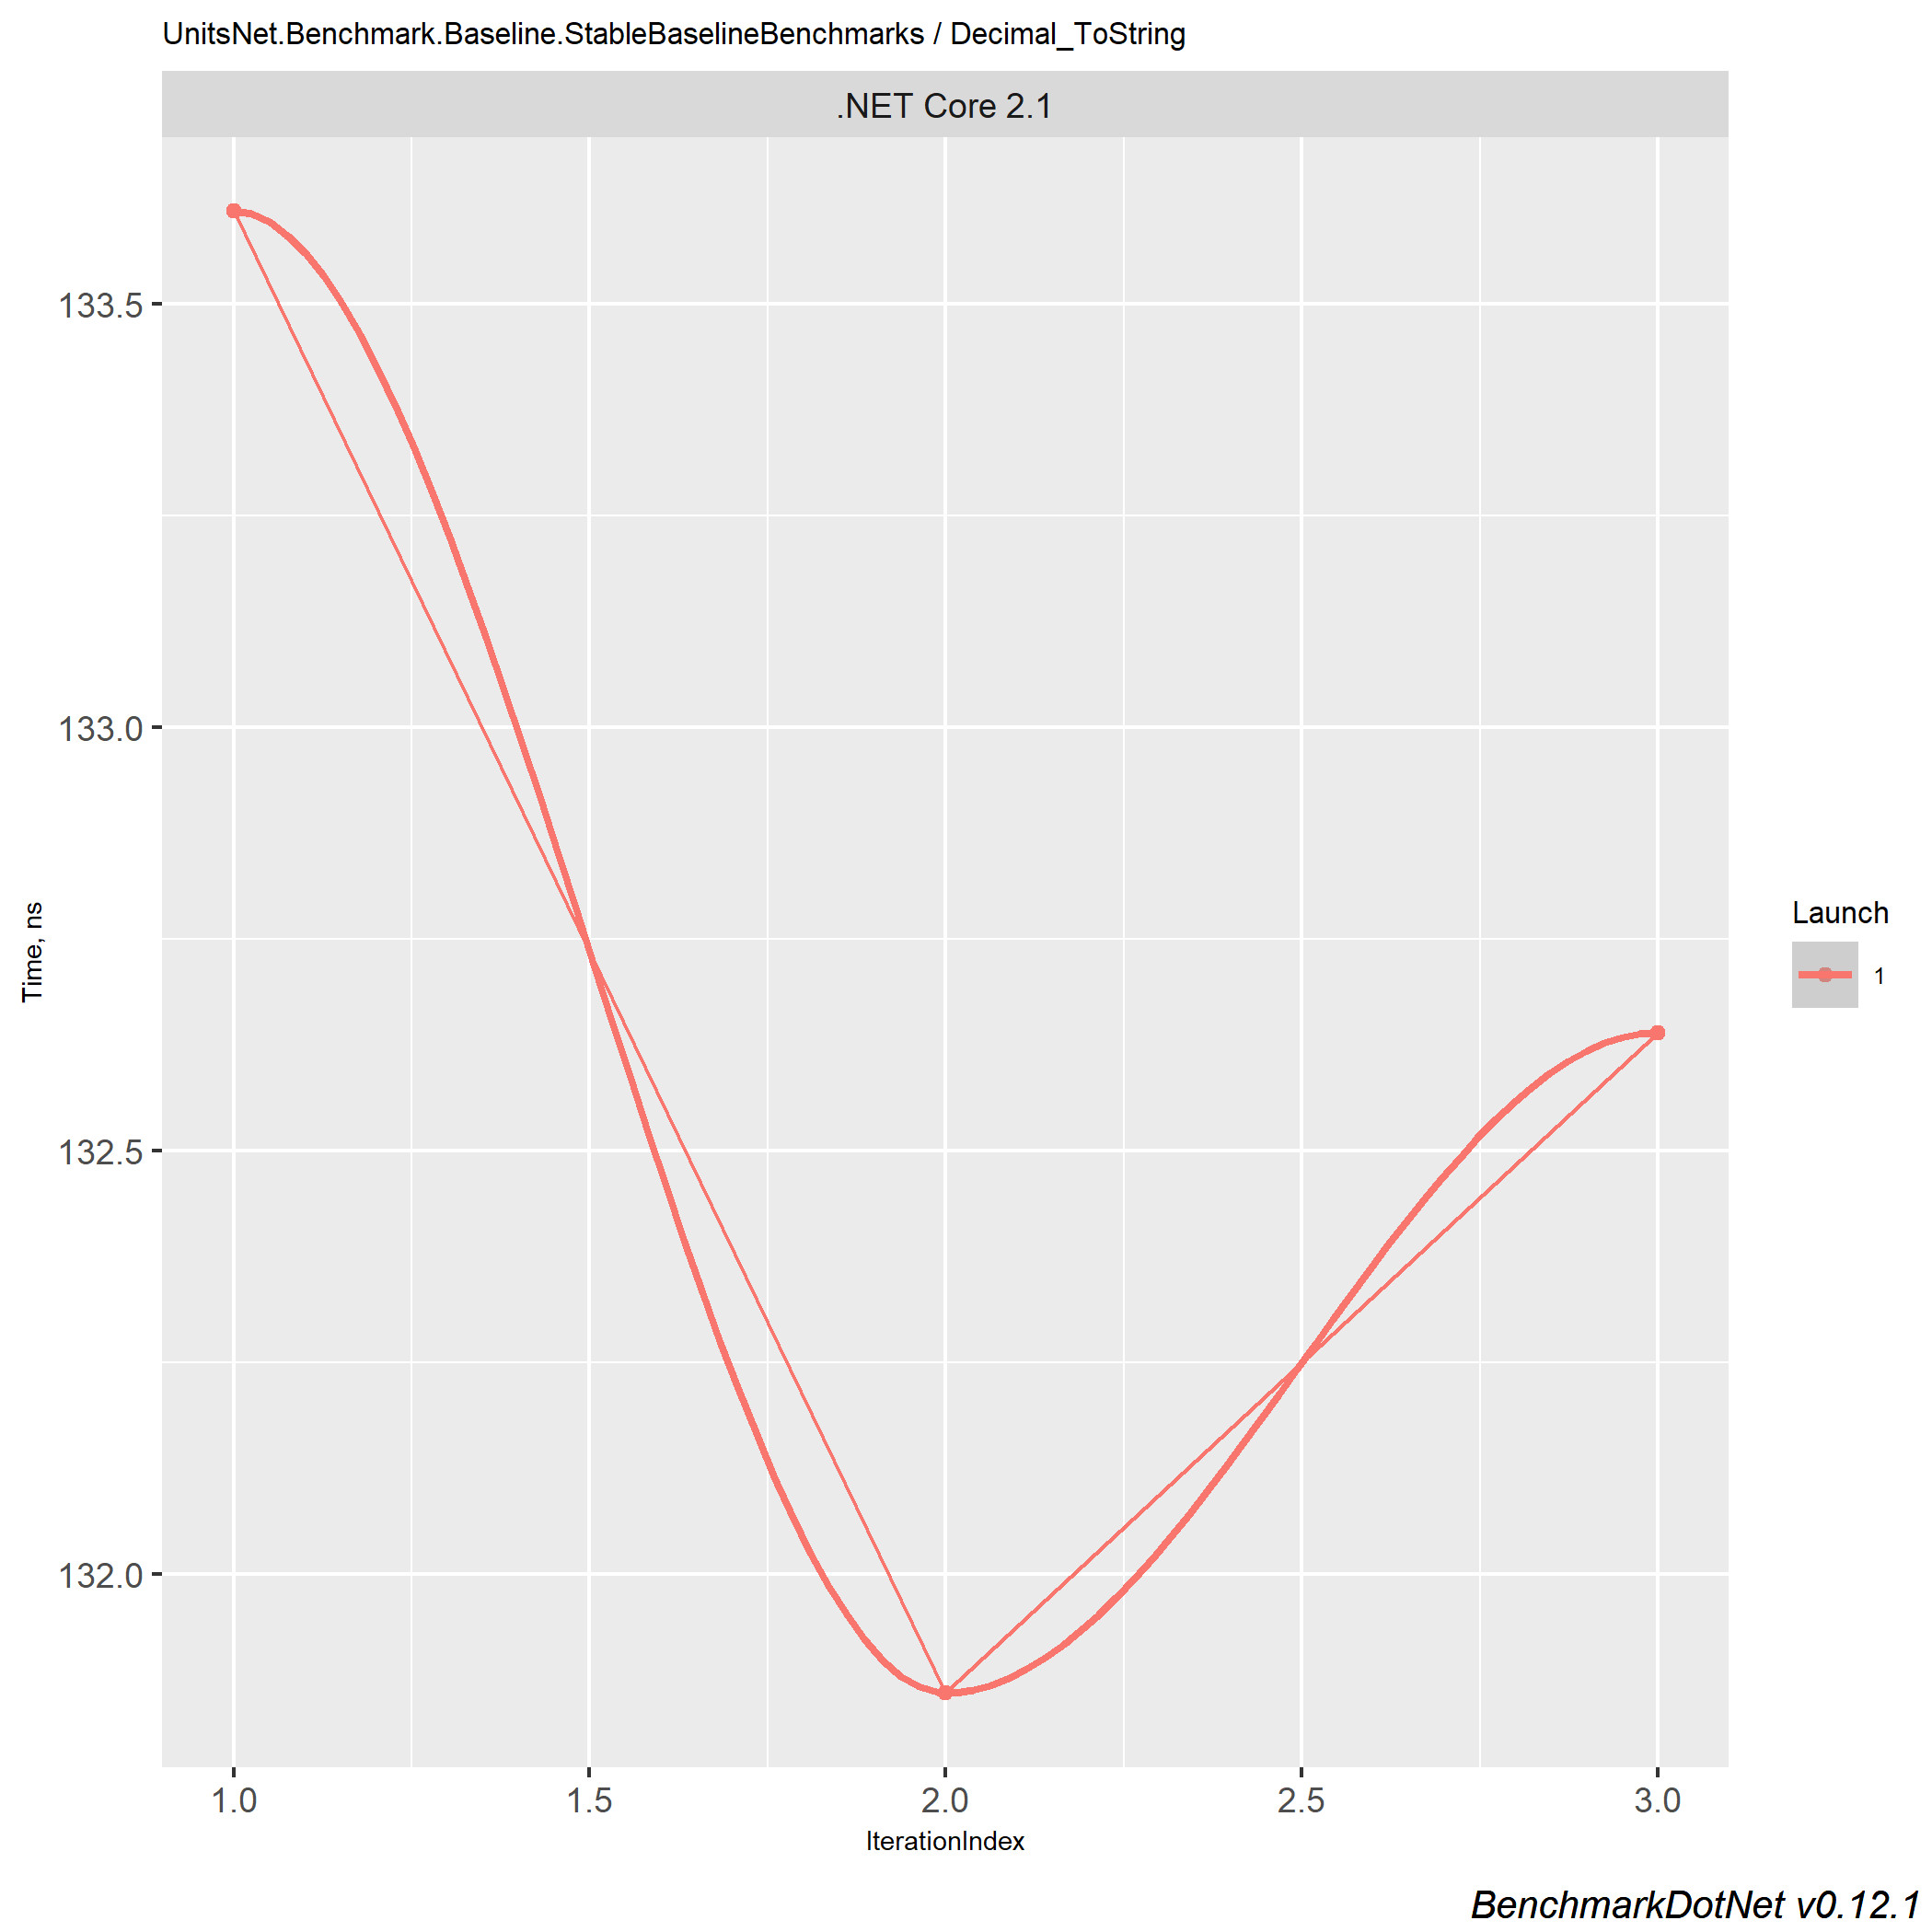 UnitsNet.Benchmark.Baseline.StableBaselineBenchmarks / Decimal_ToString
.NET Core 2.1
133.5
133.0
132.5
132.0
Time, ns
1.0 1.5 2.0 2.5 3.0
IterationIndex
Launch
1
BenchmarkDotNet v0.12.1